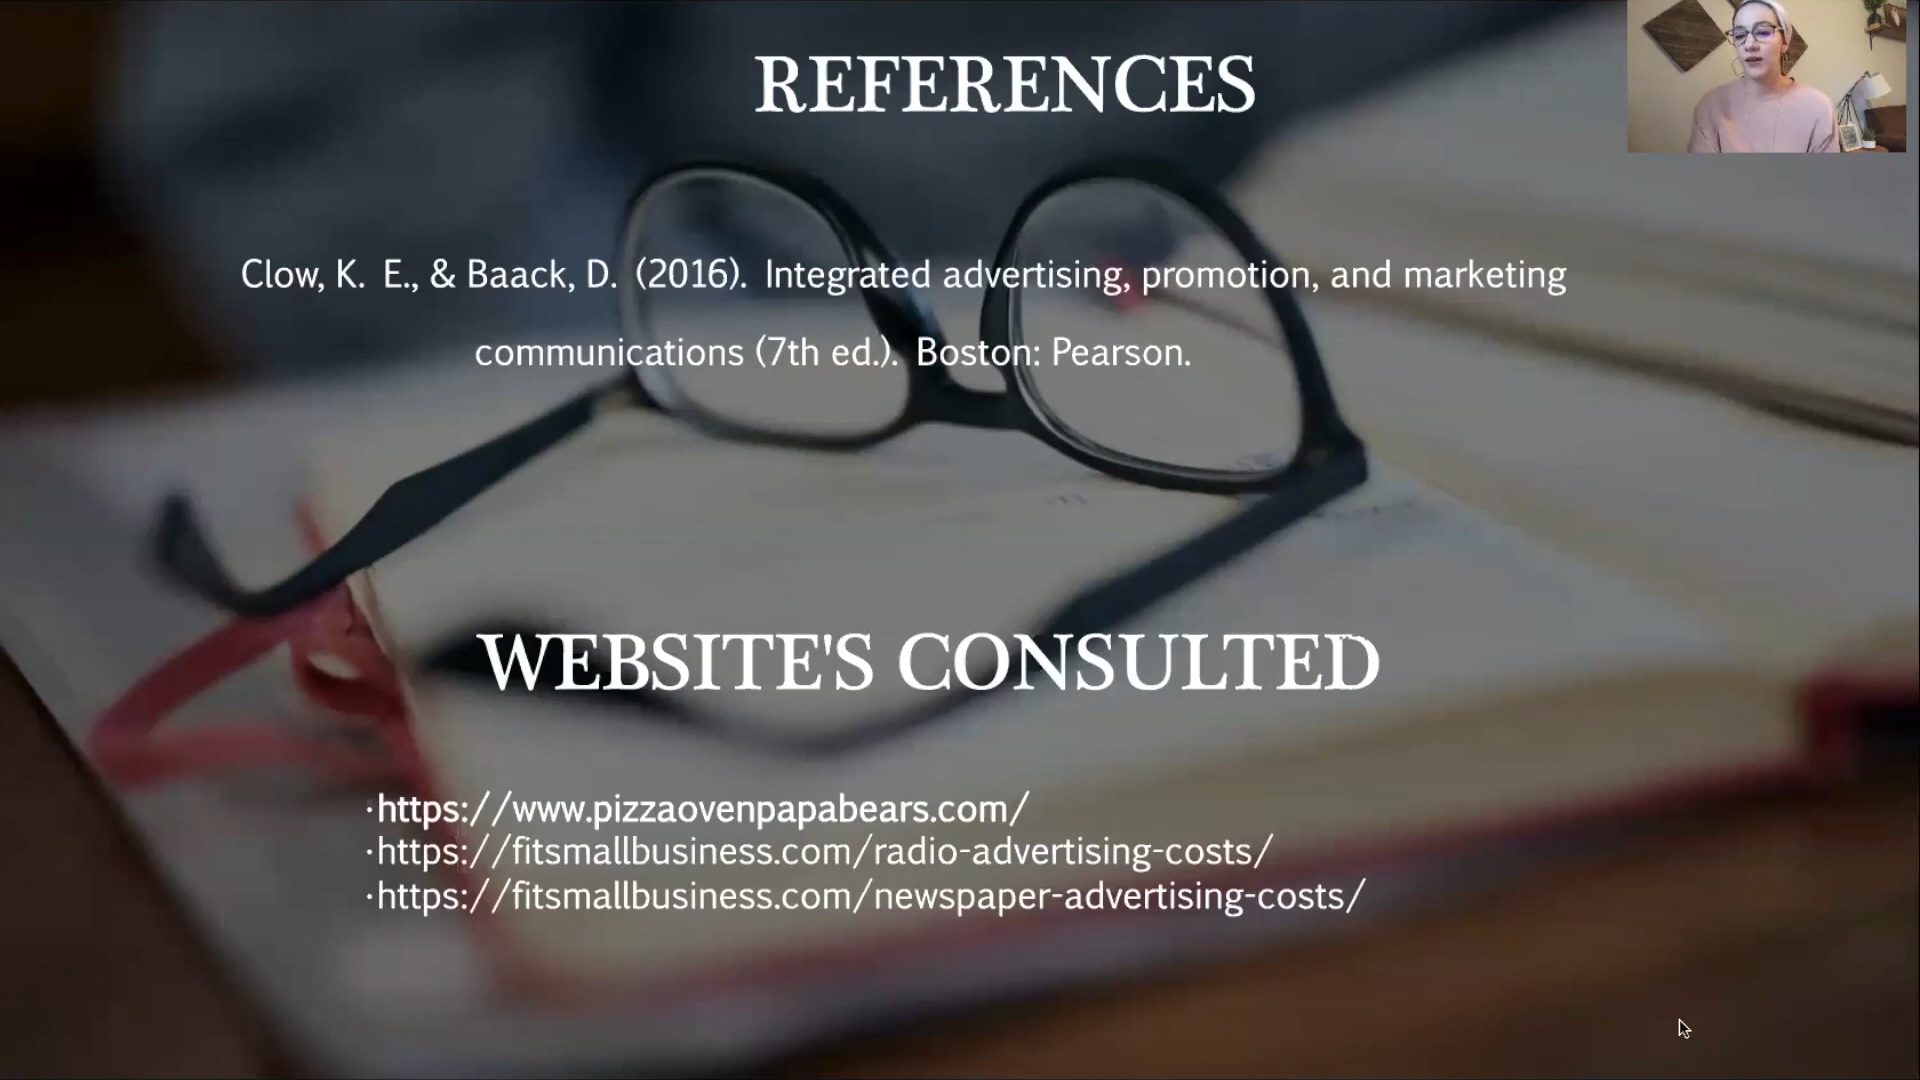 REFERENCES
Clow, K. E., & Baack, D. (2016). Integrated advertising, promotion, and marketing
communications (7th ed.). Boston: Pearson.
WEBSITE'S CONSULTED
·https://www.pizzaovenpapabears.com/
·https://fitsmallbusiness.com/radio-advertising-costs/
·https://fitsmallbusiness.com/newspaper-advertising-costs/